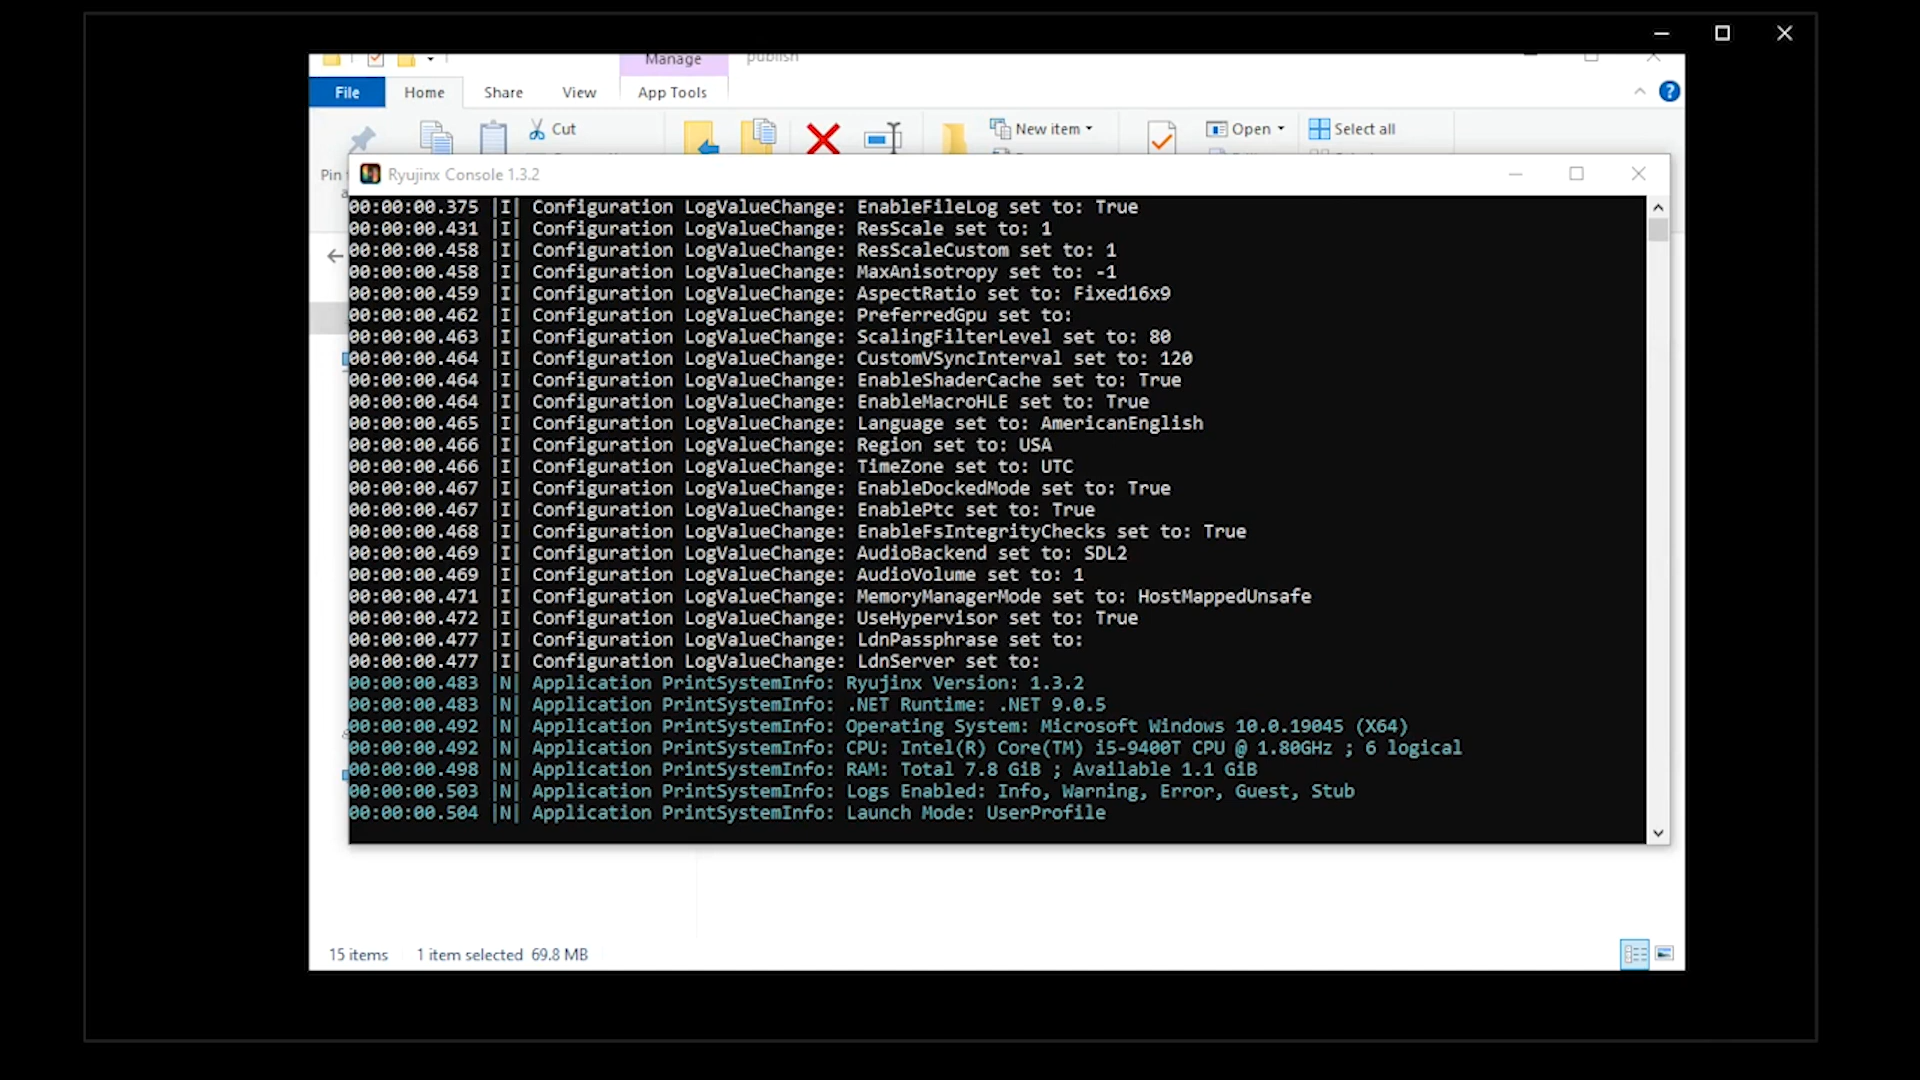 Manage
publish
File
Home
Share
View
App Tools
Cut
New item
Open
Select all
Pin
Ryujinx Console 1.3.2
00:00:00.375 |I| Configuration LogValueChange: EnableFileLog set to: True
00:00:00.431 |I| Configuration LogValueChange: ResScale set to: 1
00:00:00.458 |I| Configuration LogValueChange: ResScaleCustom set to: 1
00:00:00.458 |I| Configuration LogValueChange: MaxAnisotropy set to: -1
00:00:00.459 |I| Configuration LogValueChange: AspectRatio set to: Fixed16x9
00:00:00.462 |I| Configuration LogValueChange: PreferredGpu set to:
00:00:00.463 |I| Configuration LogValueChange: ScalingFilterLevel set to: 80
00:00:00.464 |I| Configuration LogValueChange: CustomVSyncInterval set to: 120
00:00:00.464 |I| Configuration LogValueChange: EnableShaderCache set to: True
00:00:00.464 |I| Configuration LogValueChange: EnableMacroHLE set to: True
00:00:00.465 |I| Configuration LogValueChange: Language set to: AmericanEnglish
00:00:00.466 |I| Configuration LogValueChange: Region set to: USA
00:00:00.466 |I| Configuration LogValueChange: TimeZone set to: UTC
00:00:00.467 |I| Configuration LogValueChange: EnableDockedMode set to: True
00:00:00.467 |I| Configuration LogValueChange: EnablePtc set to: True
00:00:00.468 |I| Configuration LogValueChange: EnableFsIntegrityChecks set to: True
00:00:00.469 |I| Configuration LogValueChange: AudioBackend set to: SDL2
00:00:00.469 |I| Configuration LogValueChange: AudioVolume set to: 1
00:00:00.471 |I| Configuration LogValueChange: MemoryManagerMode set to: HostMappedUnsafe
00:00:00.472 |I| Configuration LogValueChange: UseHypervisor set to: True
00:00:00.477 |I| Configuration LogValueChange: LdnPassphrase set to:
00:00:00.477 |I| Configuration LogValueChange: LdnServer set to:
00:00:00.483 |N| Application PrintSystemInfo: Ryujinx Version: 1.3.2
00:00:00.483 |N| Application PrintSystemInfo: .NET Runtime: .NET 9.0.5
00:00:00.492 |N| Application PrintSystemInfo: Operating System: Microsoft Windows 10.0.19045 (X64)
00:00:00.492 |N| Application PrintSystemInfo: CPU: Intel(R) Core(TM) i5-9400T CPU @ 1.80GHz ; 6 logical
00:00:00.498 |N| Application PrintSystemInfo: RAM: Total 7.8 GiB ; Available 1.1 GiB
00:00:00.503 |N| Application PrintSystemInfo: Logs Enabled: Info, Warning, Error, Guest, Stub
00:00:00.504 |N| Application PrintSystemInfo: Launch Mode: UserProfile
15 items
1 item selected 69.8 MB